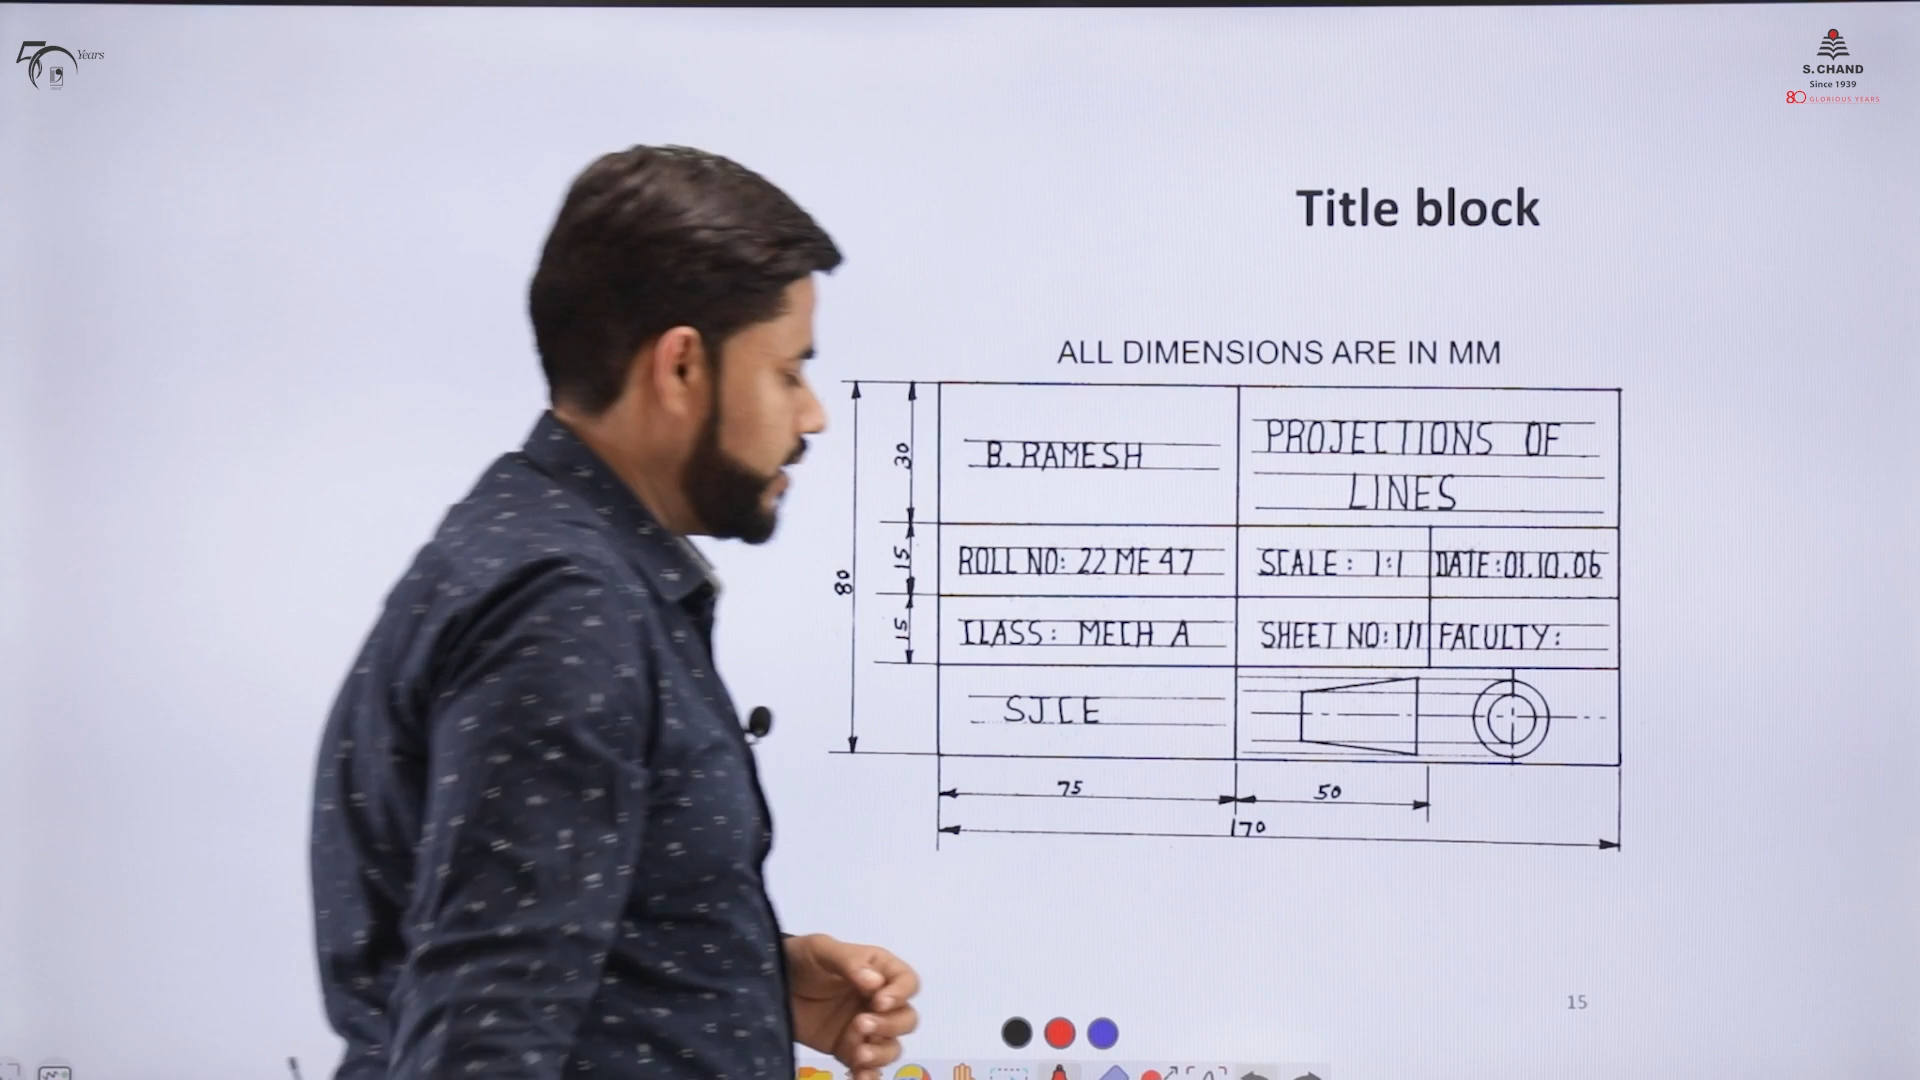 50 Years
S. CHAND
Since 1939
80 GLORIOUS YEARS
Title block
ALL DIMENSIONS ARE IN MM
B. RAMESH
PROJECTIONS OF
LINES
ROLL NO: 22 ME 47
SCALE: 1:1
DATE: 01.10.06
CLASS: MECH A
SHEET NO: 1/1
FACULTY:
SJCE
30
15
15
80
75
50
170
15